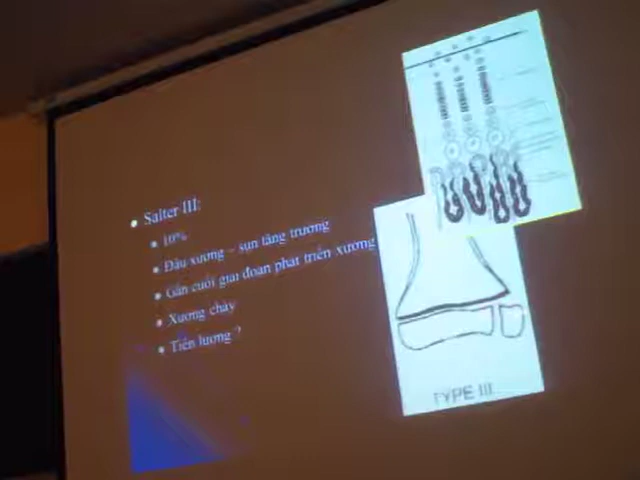 Salter III:
10%
Đầu xương – sụn tăng trưởng
Gần cuối giai đoạn phát triển xương
Xương chày
Tiên lượng ?
TYPE III